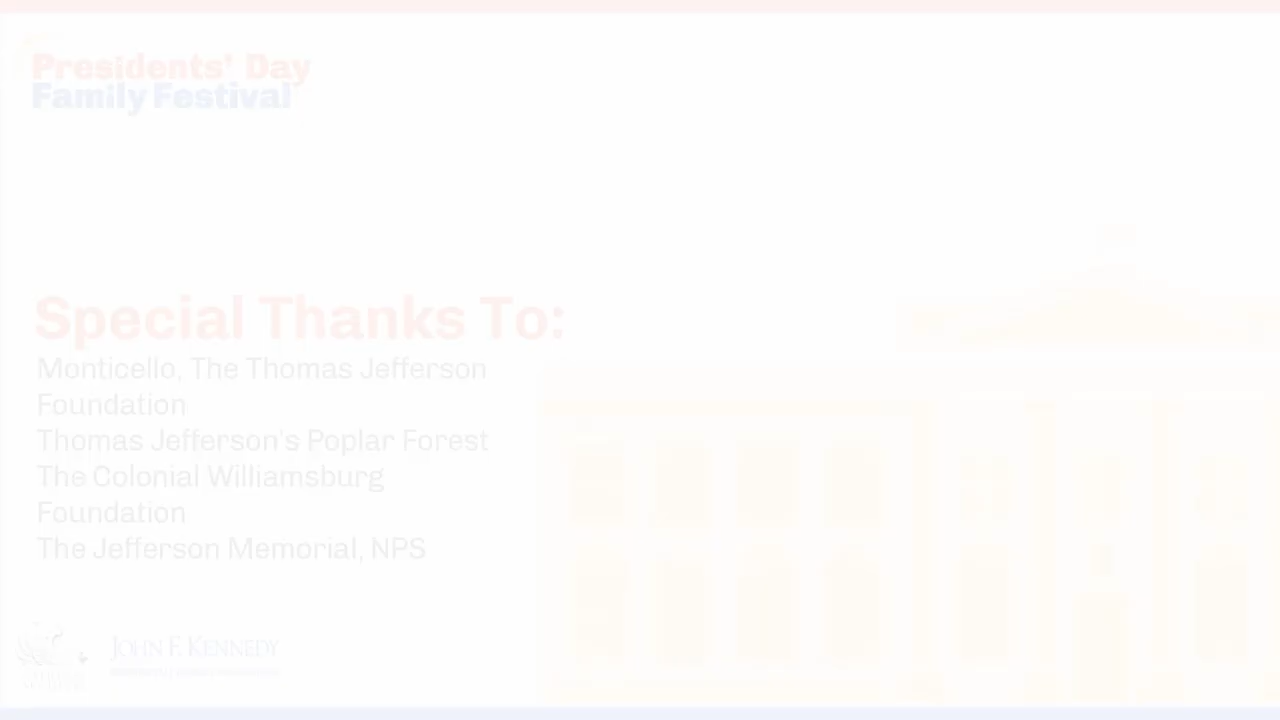 Presidents' Day
Family Festival
Special Thanks To:
Monticello, The Thomas Jefferson
Foundation
Thomas Jefferson's Poplar Forest
The Colonial Williamsburg
Foundation
The Jefferson Memorial, NPS
JOHN F. KENNEDY